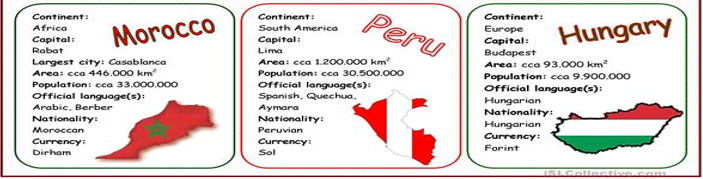 Morocco
Continent:
Africa
Capital:
Rabat
Largest city: Casablanca
Area: cca 446.000 km²
Population: cca 33.000.000
Official language(s):
Arabic, Berber
Nationality:
Moroccan
Currency:
Dirham
Peru
Continent:
South America
Capital:
Lima
Area: cca 1.200.000 km²
Population: cca 30.500.000
Official language(s):
Spanish, Quechua,
Aymara
Nationality:
Peruvian
Currency:
Sol
Hungary
Continent:
Europe
Capital:
Budapest
Area: cca 93.000 km²
Population: cca 9.900.000
Official language(s):
Hungarian
Nationality:
Hungarian
Currency:
Forint
iSLCollective.com